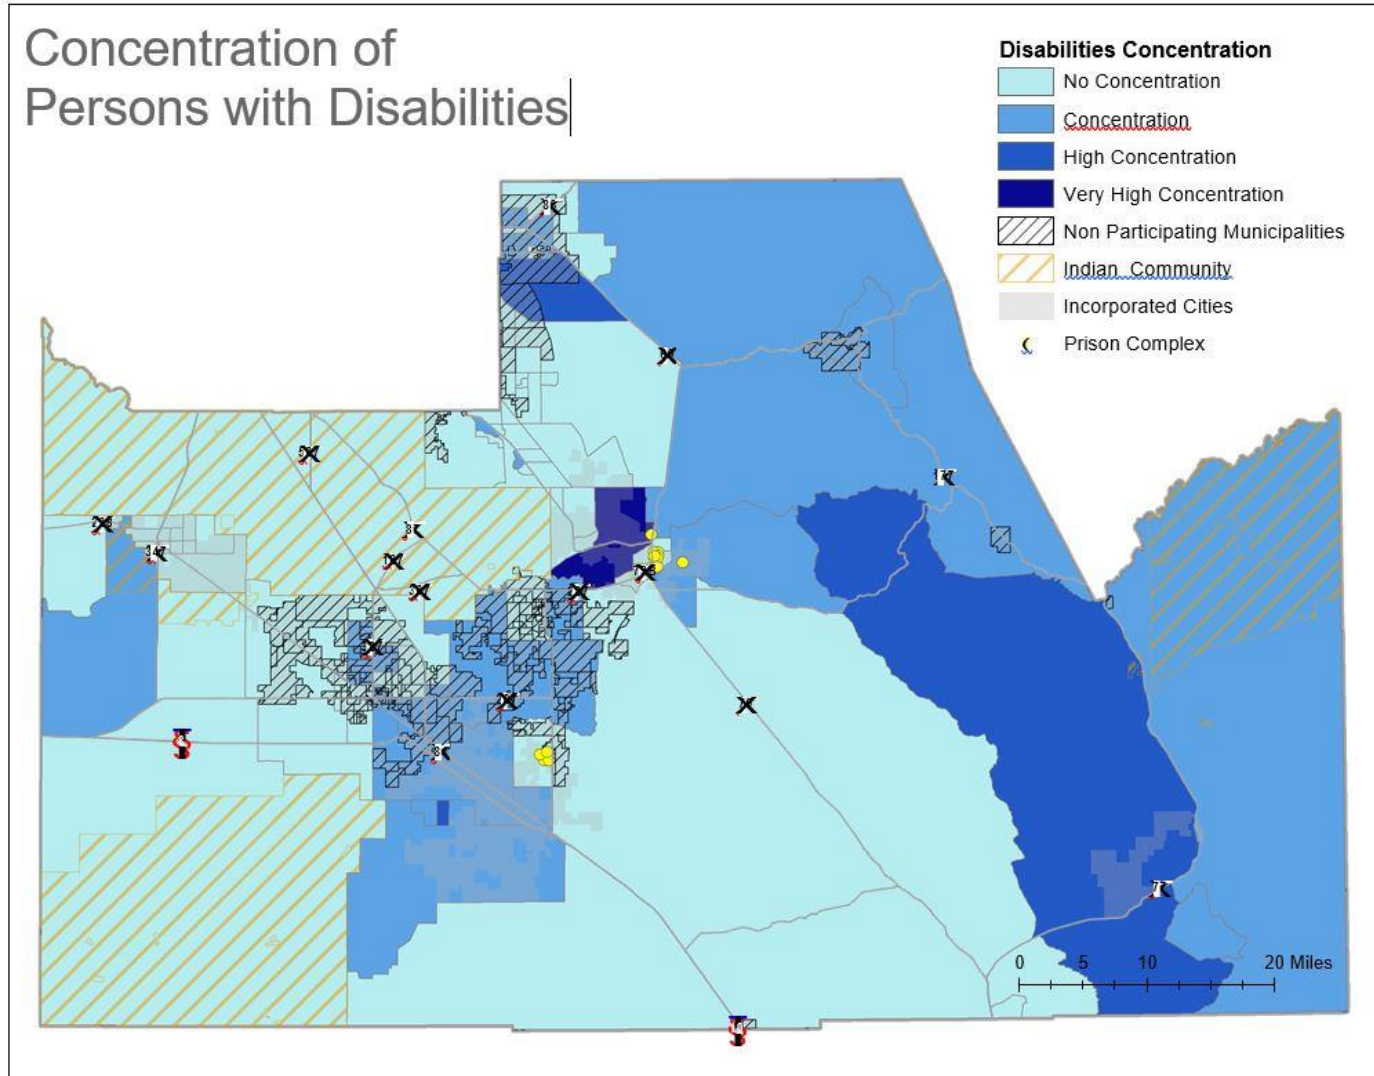 Concentration of
Persons with Disabilities
Disabilities Concentration
No Concentration
Concentration
High Concentration
Very High Concentration
Non Participating Municipalities
Indian Community
Incorporated Cities
Prison Complex
0 5 10 20 Miles